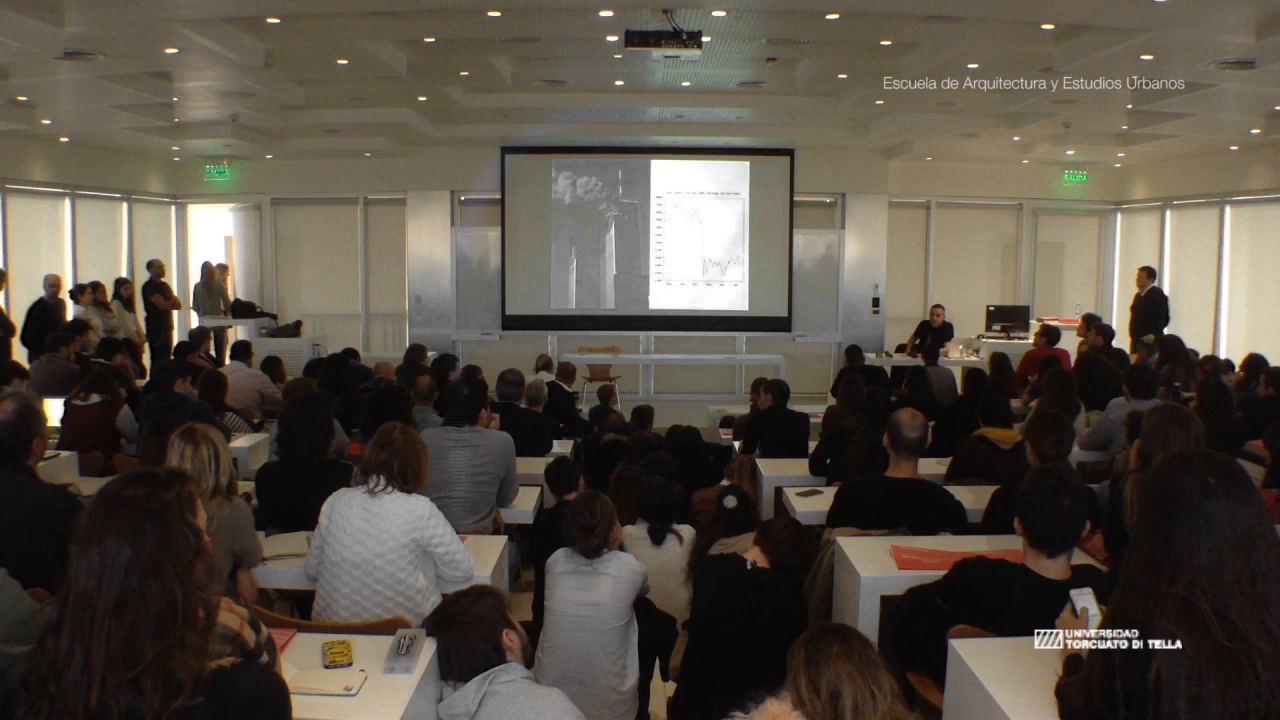 Escuela de Arquitectura y Estudios Urbanos
SALIDA
SALIDA
UNIVERSIDAD
TORCUATO DI TELLA